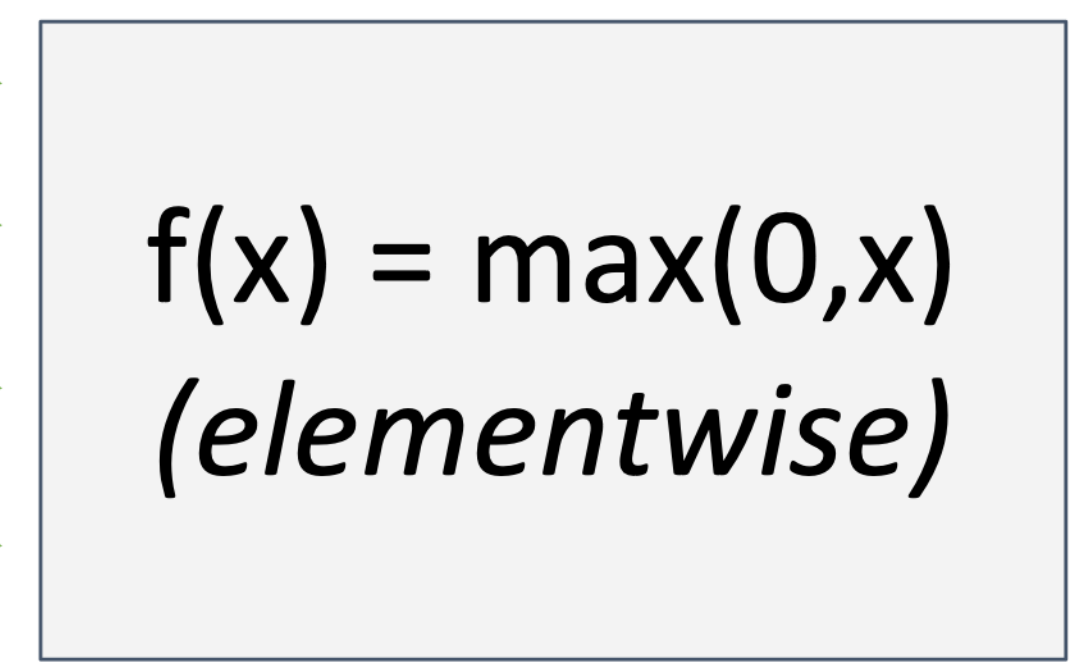 f(x) = max(0,x)
(elementwise)